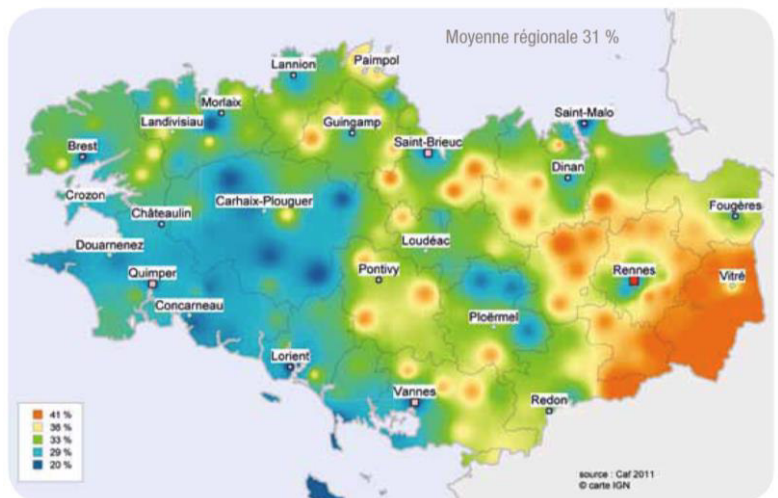 Moyenne régionale 31 %
Lannion
Paimpol
Morlaix
Landivisiau
Guingamp
Saint-Malo
Brest
Saint-Brieuc
Dinan
Crozon
Carhaix-Plouguer
Châteaulin
Fougères
Douarnenez
Loudéac
Quimper
Pontivy
Rennes
Vitré
Concarneau
Ploërmel
Lorient
Vannes
Redon
41 %
38 %
33 %
29 %
20 %
source : Caf 2011
© carte IGN